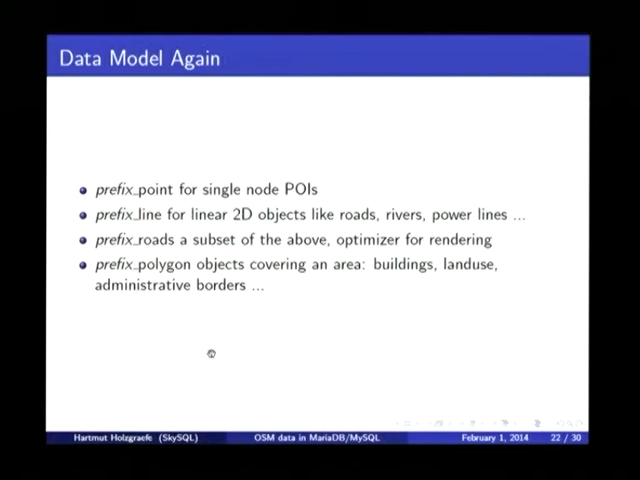 Data Model Again
prefix_point for single node POIs
prefix_line for linear 2D objects like roads, rivers, power lines ...
prefix_roads a subset of the above, optimizer for rendering
prefix_polygon objects covering an area: buildings, landuse,
administrative borders ...
Hartmut Holzgraefe (SkySQL) OSM data in MariaDB/MySQL February 1, 2014 22 / 30